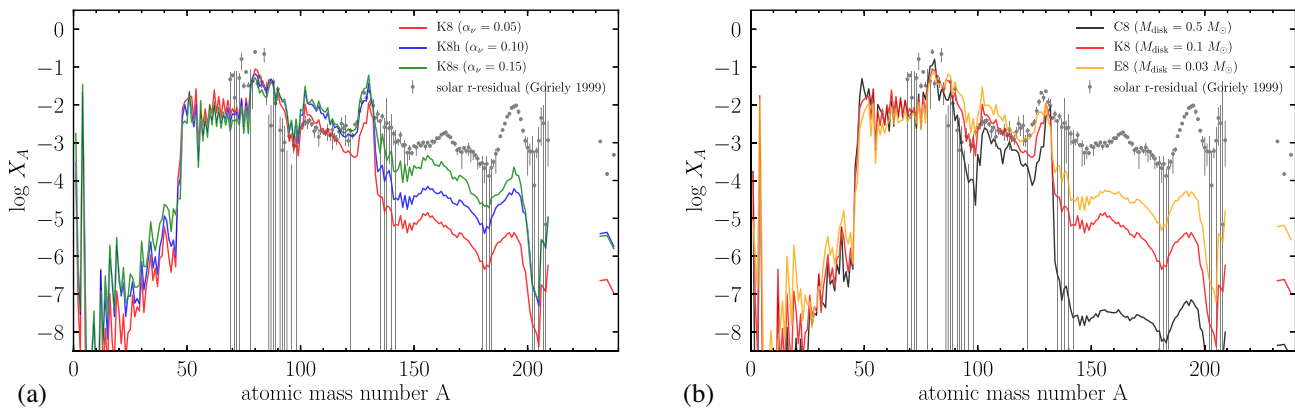 K8 (αν = 0.05)
K8h (αν = 0.10)
K8s (αν = 0.15)
solar r-residual (Goriely 1999)
0
−1
−2
−3
−4
−5
−6
−7
−8
log X_A
0 50 100 150 200
atomic mass number A
(a)
C8 (M_disk = 0.5 M_⊙)
K8 (M_disk = 0.1 M_⊙)
E8 (M_disk = 0.03 M_⊙)
solar r-residual (Goriely 1999)
0
−1
−2
−3
−4
−5
−6
−7
−8
log X_A
0 50 100 150 200
atomic mass number A
(b)